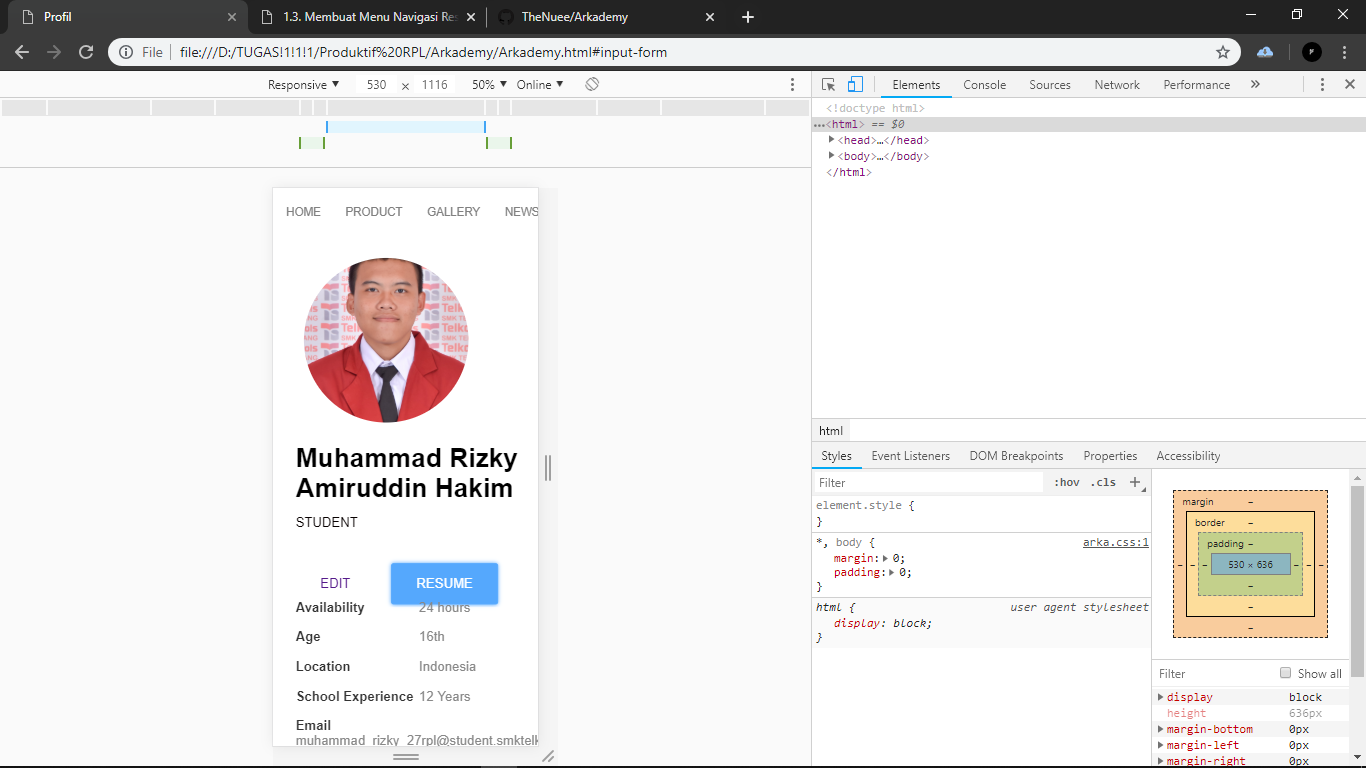 Profil
1.3. Membuat Menu Navigasi Res
TheNuee/Arkademy
File
file:///D:/TUGAS!1!1!1/Produktif%20RPL/Arkademy/Arkademy.html#input-form
Responsive ▼ 530 × 1116 50% ▼ Online ▼
Elements Console Sources Network Performance »
<!doctype html>
…<html> == $0
▶<head>…</head>
▶<body>…</body>
</html>
HOME PRODUCT GALLERY NEWS
Muhammad Rizky
Amiruddin Hakim
STUDENT
EDIT RESUME
Availability 24 hours
Age 16th
Location Indonesia
School Experience 12 Years
Email
muhammad_rizky_27rpl@student.smktelk
html
Styles Event Listeners DOM Breakpoints Properties Accessibility
Filter :hov .cls +
element.style {
}
*, body { arka.css:1
margin:▶ 0;
padding:▶ 0;
}
html { user agent stylesheet
display: block;
}
margin –
border –
padding –
– – – 530 × 636 – – –
–
–
–
Filter Show all
▶ display block
height 636px
▶ margin-bottom 0px
▶ margin-left 0px
▶ margin-right 0px